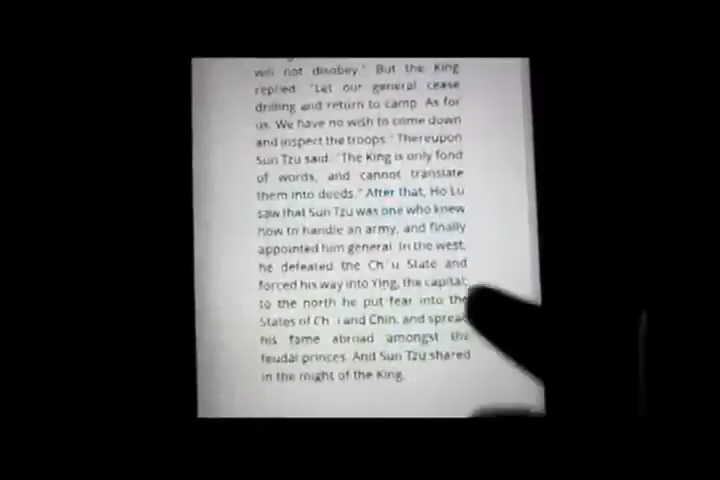 will not disobey." But the King
replied: "Let our general cease
drilling and return to camp. As for
us, We have no wish to come down
and inspect the troops." Thereupon
Sun Tzu said: "The King is only fond
of words, and cannot translate
them into deeds." After that, Ho Lu
saw that Sun Tzu was one who knew
how to handle an army, and finally
appointed him general. In the west,
he defeated the Ch`u State and
forced his way into Ying, the capital;
to the north he put fear into the
States of Ch`i and Chin, and spread
his fame abroad amongst the
feudal princes. And Sun Tzu shared
in the might of the King.